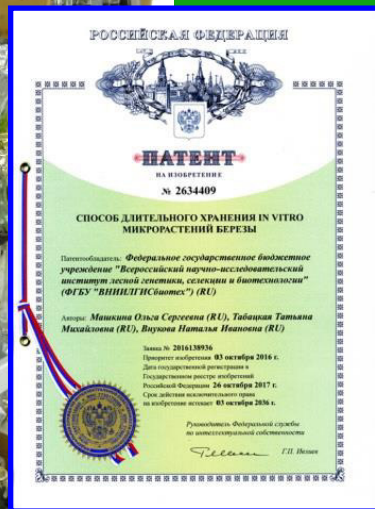 РОССИЙСКАЯ ФЕДЕРАЦИЯ
ПАТЕНТ
НА ИЗОБРЕТЕНИЕ
№ 2634409
СПОСОБ ДЛИТЕЛЬНОГО ХРАНЕНИЯ IN VITRO
МИКРОРАСТЕНИЙ БЕРЕЗЫ
Патентообладатель: Федеральное государственное бюджетное
учреждение "Всероссийский научно-исследовательский
институт лесной генетики, селекции и биотехнологии"
(ФГБУ "ВНИИЛГИСбиотех") (RU)
Авторы: Машкина Ольга Сергеевна (RU), Табацкая Татьяна
Михайловна (RU), Внукова Наталья Ивановна (RU)
Заявка № 2016138936
Приоритет изобретения 03 октября 2016 г.
Дата государственной регистрации в
Государственном реестре изобретений
Российской Федерации 26 октября 2017 г.
Срок действия исключительного права
на изобретение истекает 03 октября 2036 г.
Руководитель Федеральной службы
по интеллектуальной собственности
Г.П. Ивлиев